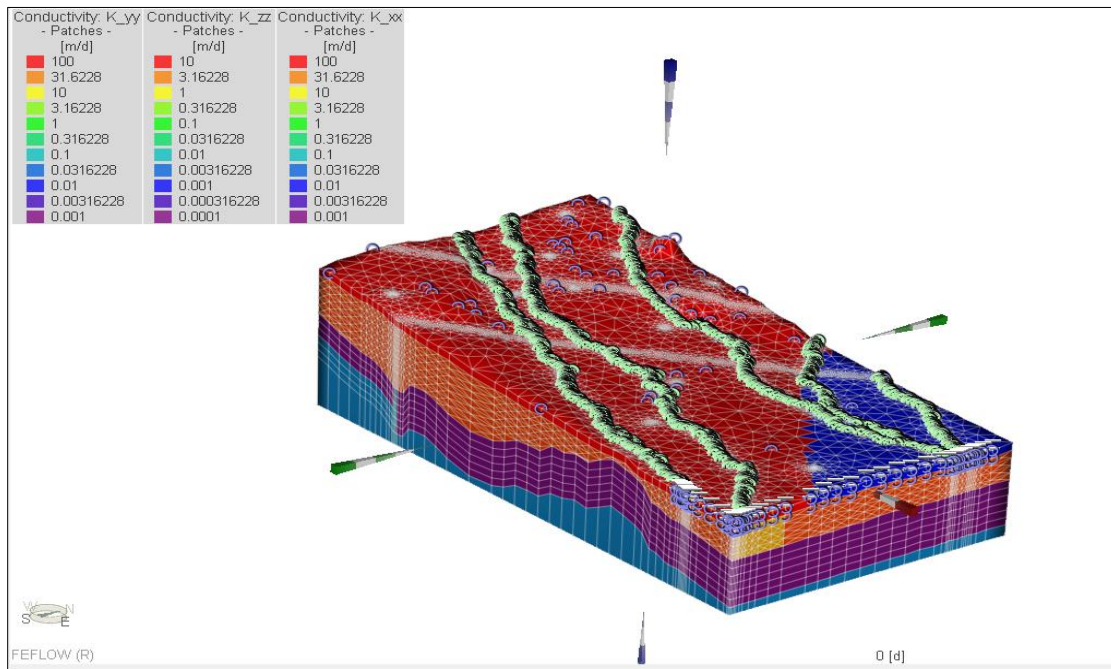 Conductivity: K_yy
- Patches -
[m/d]
100
31.6228
10
3.16228
1
0.316228
0.1
0.0316228
0.01
0.00316228
0.001
Conductivity: K_zz
- Patches -
[m/d]
10
3.16228
1
0.316228
0.1
0.0316228
0.01
0.00316228
0.001
0.000316228
0.0001
Conductivity: K_xx
- Patches -
[m/d]
100
31.6228
10
3.16228
1
0.316228
0.1
0.0316228
0.01
0.00316228
0.001
W N
S E
FEFLOW (R)
0 [d]